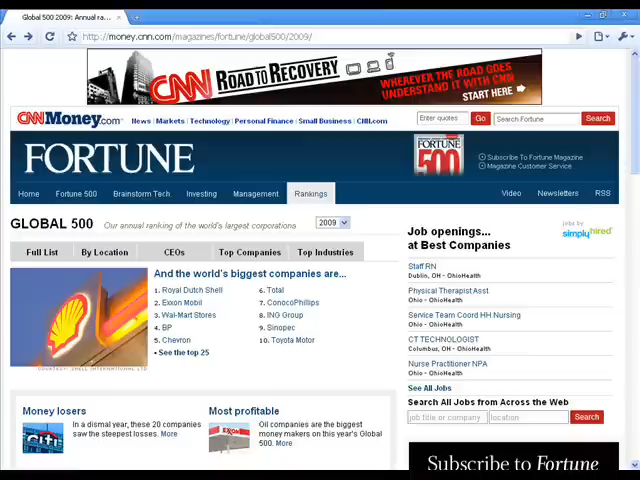 Global 500 2009: Annual ra...
http://money.cnn.com/magazines/fortune/global500/2009/
CNN ROAD TO RECOVERY
WHEREVER THE ROAD GOES
UNDERSTAND IT WITH CNN
START HERE
CNNMoney.com
News | Markets | Technology | Personal Finance | Small Business | CNN.com
Enter quotes
Go
Search Fortune
Search
FORTUNE
FORTUNE
500
Subscribe To Fortune Magazine
Magazine Customer Service
Home
Fortune 500
Brainstorm Tech
Investing
Management
Rankings
Video
Newsletters
RSS
GLOBAL 500
Our annual ranking of the world's largest corporations
2009
Full List
By Location
CEOs
Top Companies
Top Industries
And the world's biggest companies are...
1. Royal Dutch Shell
2. Exxon Mobil
3. Wal-Mart Stores
4. BP
5. Chevron
• See the top 25
6. Total
7. ConocoPhillips
8. ING Group
9. Sinopec
10. Toyota Motor
COURTESY: SHELL INTERNATIONAL LTD
Money losers
citi
In a dismal year, these 20 companies
saw the steepest losses. More
Most profitable
EXXON
Oil companies are the biggest
money makers on this year's Global
500. More
Job openings...
at Best Companies
jobs by
simplyhired
Staff RN
Dublin, OH - OhioHealth
Physical Therapist Asst
Ohio - OhioHealth
Service Team Coord HH Nursing
Ohio - OhioHealth
CT TECHNOLOGIST
Columbus, OH - OhioHealth
Nurse Practitioner NPA
Ohio - OhioHealth
See All Jobs
Search All Jobs from Across the Web
job title or company
location
Search
Subscribe to Fortune